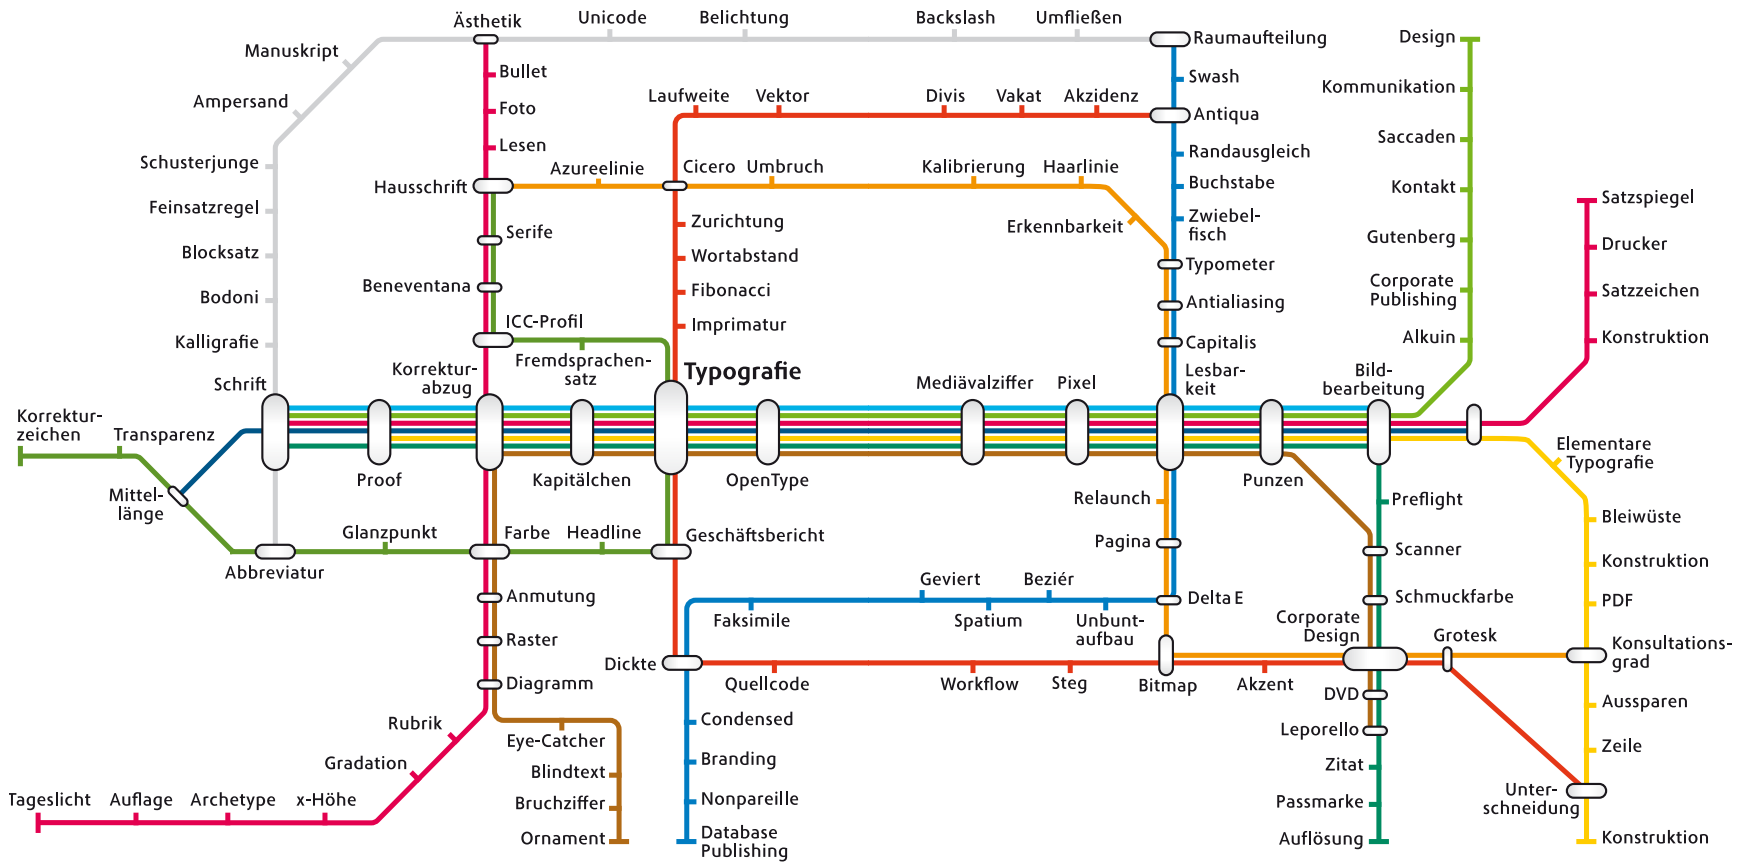 Ästhetik
Unicode
Belichtung
Backslash
Umfließen
Raumaufteilung
Design
Manuskript
Bullet
Swash
Kommunikation
Ampersand
Foto
Laufweite
Vektor
Divis
Vakat
Akzidenz
Antiqua
Saccaden
Lesen
Schusterjunge
Hausschrift
Azureelinie
Cicero
Umbruch
Kalibrierung
Haarlinie
Randausgleich
Buchstabe
Kontakt
Satzspiegel
Feinsatzregel
Serife
Zurichtung
Erkennbarkeit
Zwiebel-
fisch
Gutenberg
Drucker
Blocksatz
Wortabstand
Typometer
Beneventana
Fibonacci
Antialiasing
Corporate
Publishing
Satzzeichen
Bodoni
ICC-Profil
Imprimatur
Capitalis
Alkuin
Konstruktion
Kalligrafie
Fremdsprachen-
satz
Schrift
Korrektur-
abzug
Typografie
Mediävalziffer
Pixel
Lesbar-
keit
Bild-
bearbeitung
Korrektur-
zeichen
Transparenz
Elementare
Typografie
Mittel-
länge
Proof
Kapitälchen
OpenType
Relaunch
Punzen
Preflight
Bleiwüste
Glanzpunkt
Farbe
Headline
Geschäftsbericht
Pagina
Scanner
Konstruktion
Abbreviatur
Anmutung
Faksimile
Geviert
Spatium
Beziér
Unbunt-
aufbau
Delta E
Schmuckfarbe
PDF
Raster
Corporate
Design
Grotesk
Konsultations-
grad
Dickte
Quellcode
Workflow
Steg
Bitmap
Akzent
Diagramm
DVD
Aussparen
Rubrik
Condensed
Leporello
Eye-Catcher
Zeile
Gradation
Blindtext
Branding
Zitat
Tageslicht
Auflage
Archetype
x-Höhe
Bruchziffer
Nonpareille
Passmarke
Unter-
schneidung
Ornament
Database
Publishing
Auflösung
Konstruktion